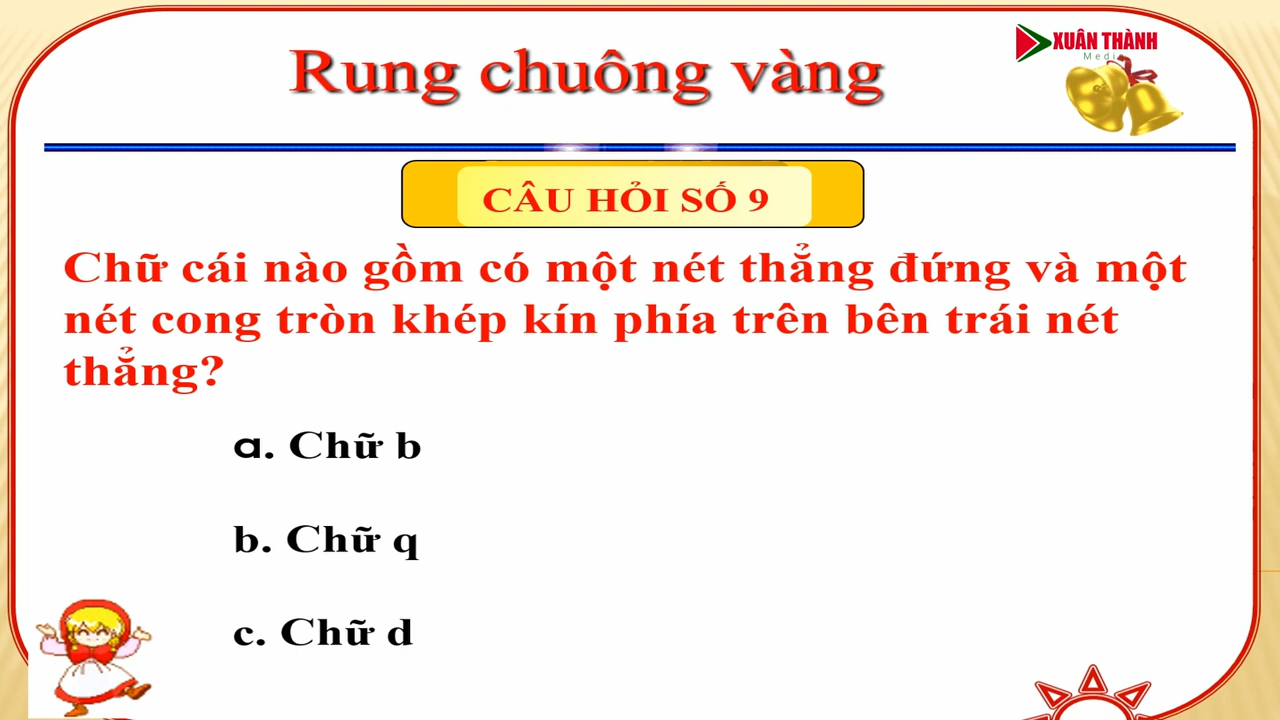 Rung chuông vàng
XUÂN THÀNH
Medi
CÂU HỎI SỐ 9
Chữ cái nào gồm có một nét thẳng đứng và một
nét cong tròn khép kín phía trên bên trái nét
thẳng?
a. Chữ b
b. Chữ q
c. Chữ d